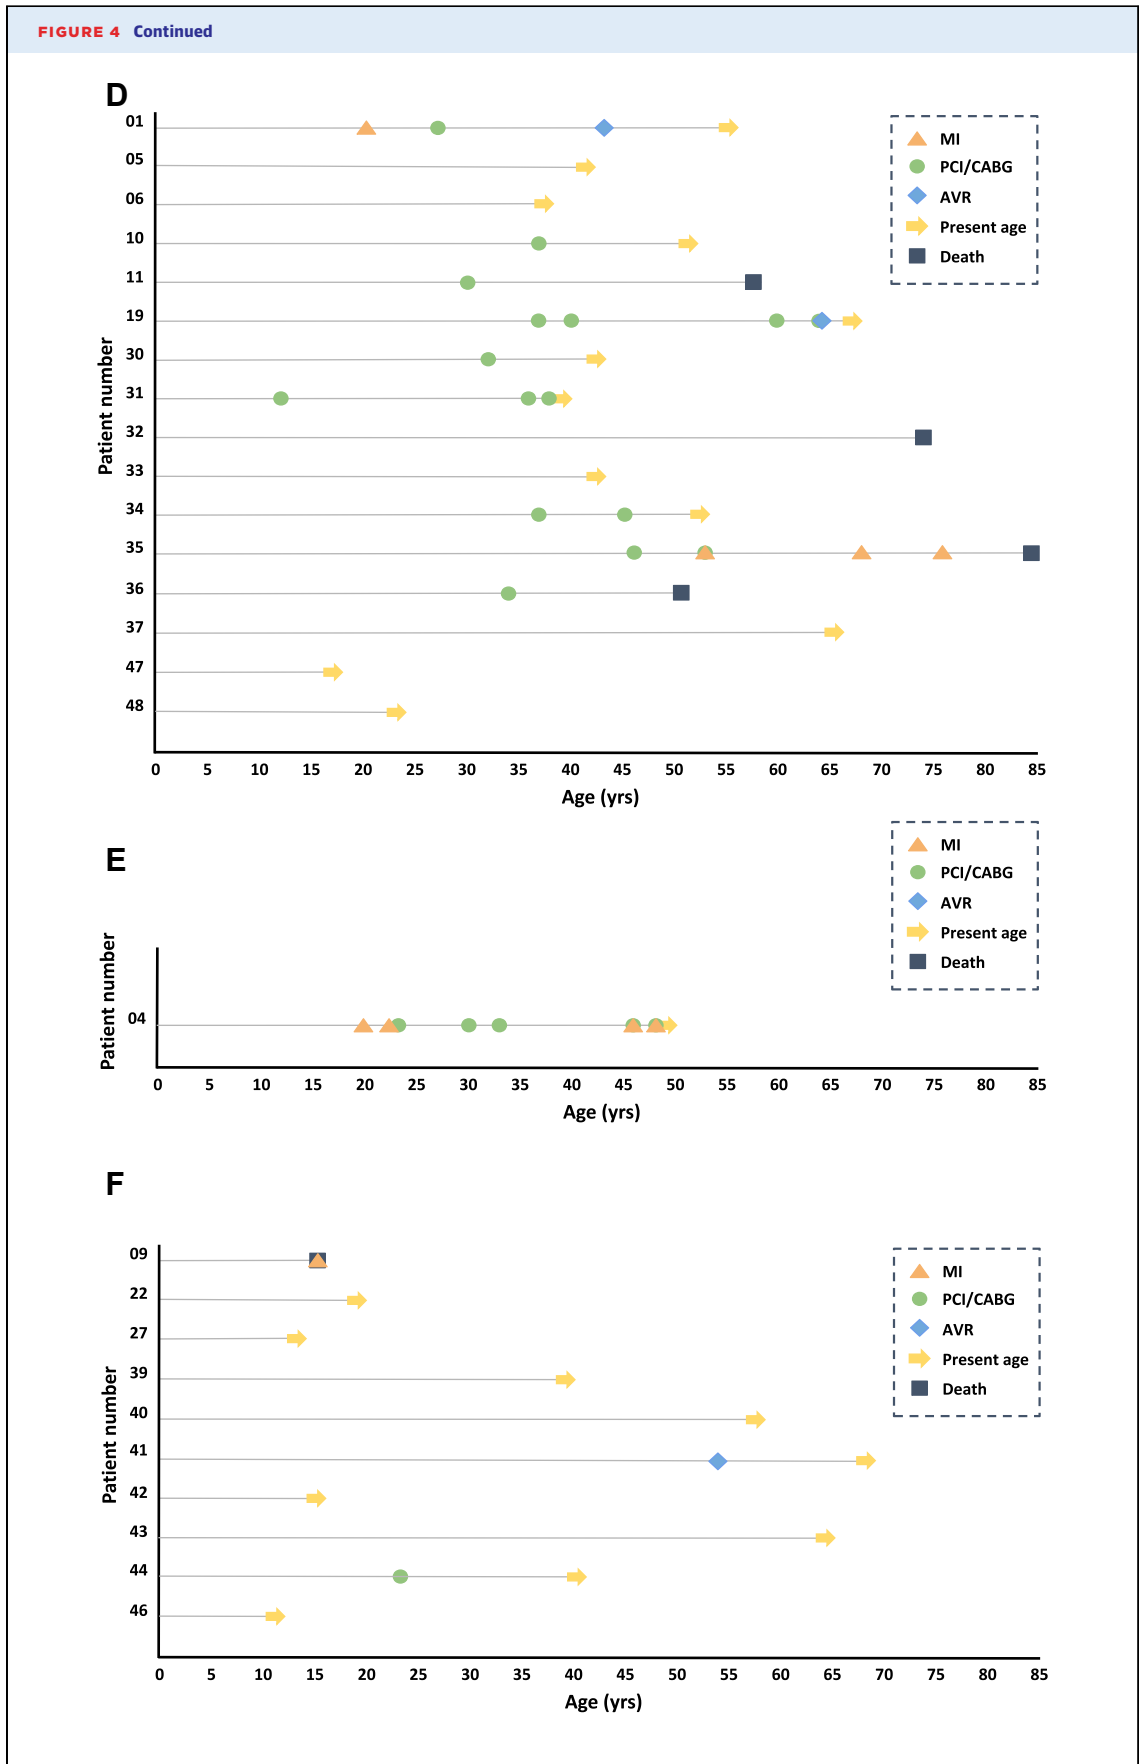 FIGURE 4 Continued
D
Patient number
01
05
06
10
11
19
30
31
32
33
34
35
36
37
47
48
0 5 10 15 20 25 30 35 40 45 50 55 60 65 70 75 80 85
Age (yrs)
MI
PCI/CABG
AVR
Present age
Death
E
Patient number
04
0 5 10 15 20 25 30 35 40 45 50 55 60 65 70 75 80 85
Age (yrs)
MI
PCI/CABG
AVR
Present age
Death
F
Patient number
09
22
27
39
40
41
42
43
44
46
0 5 10 15 20 25 30 35 40 45 50 55 60 65 70 75 80 85
Age (yrs)
MI
PCI/CABG
AVR
Present age
Death